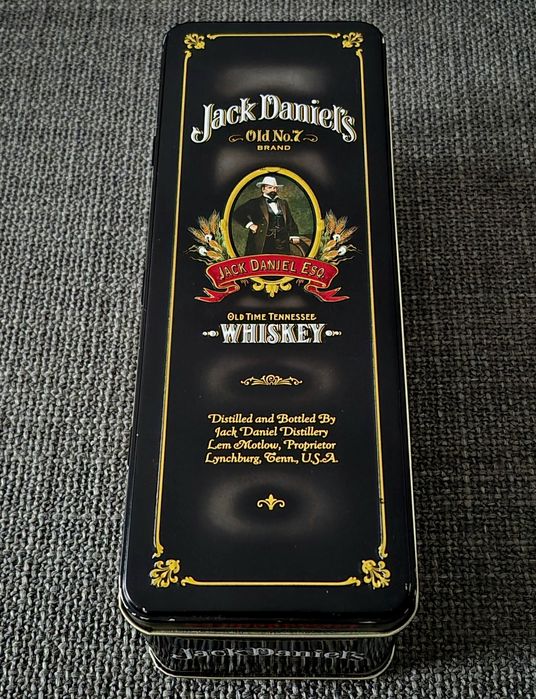 Jack Daniel's
Old No.7
BRAND
JACK DANIEL ESQ.
OLD TIME TENNESSEE
WHISKEY
Distilled and Bottled By
Jack Daniel Distillery
Lem Motlow, Proprietor
Lynchburg, Tenn., U.S.A.
Jack Daniel's